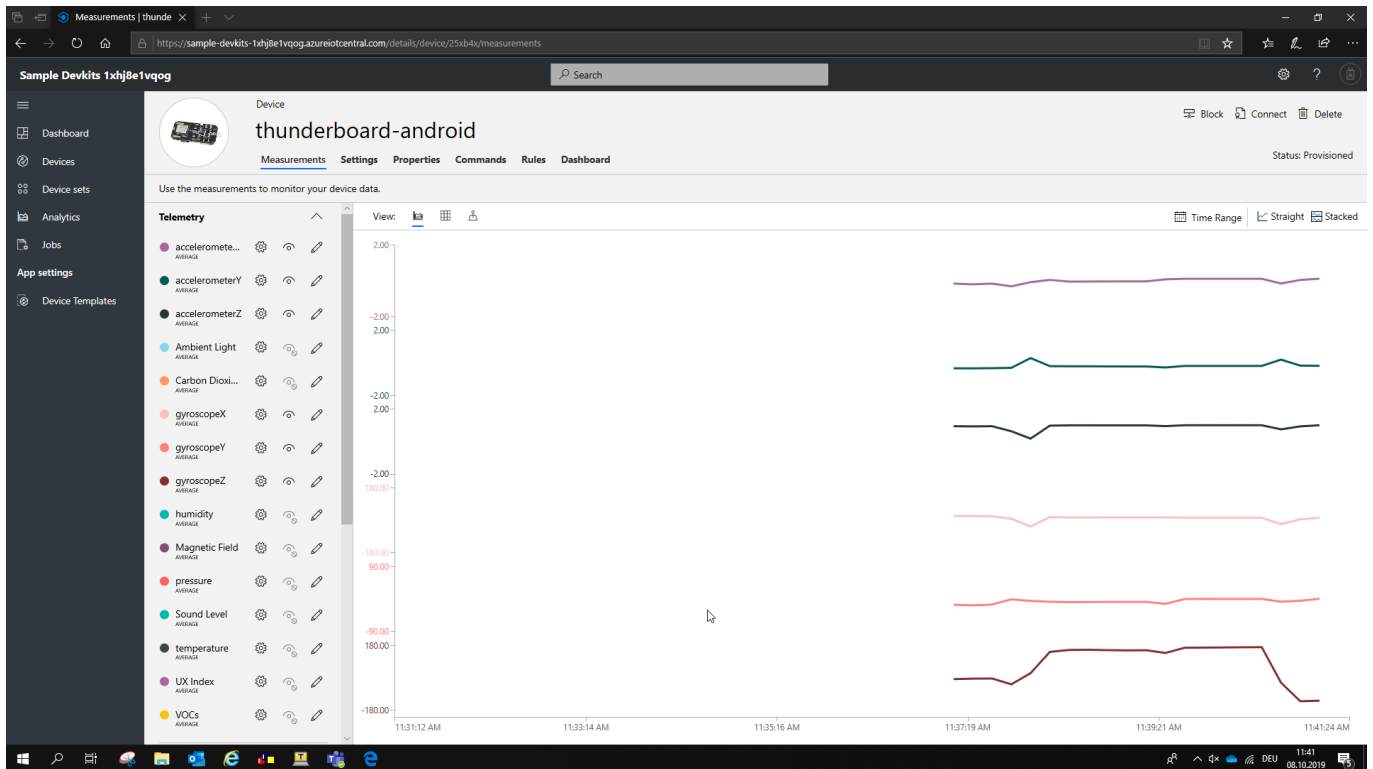 Measurements | thunde
https://sample-devkits-1xhj8e1vqog.azureiotcentral.com/details/device/25xb4x/measurements
Sample Devkits 1xhj8e1vqog
Search
?
Dashboard
Devices
Device sets
Analytics
Jobs
App settings
Device Templates
Device
thunderboard-android
Block Connect Delete
Measurements Settings Properties Commands Rules Dashboard
Status: Provisioned
Use the measurements to monitor your device data.
Telemetry
acceleromete...
AVERAGE
accelerometerY
AVERAGE
accelerometerZ
AVERAGE
Ambient Light
AVERAGE
Carbon Dioxi...
AVERAGE
gyroscopeX
AVERAGE
gyroscopeY
AVERAGE
gyroscopeZ
AVERAGE
humidity
AVERAGE
Magnetic Field
AVERAGE
pressure
AVERAGE
Sound Level
AVERAGE
temperature
AVERAGE
UX Index
AVERAGE
VOCs
AVERAGE
View:
Time Range Straight Stacked
2.00
-2.00
2.00
-2.00
2.00
-2.00
180.00
-180.00
90.00
-90.00
180.00
-180.00
11:31:12 AM 11:33:14 AM 11:35:16 AM 11:37:19 AM 11:39:21 AM 11:41:24 AM
DEU
11:41
08.10.2019
5